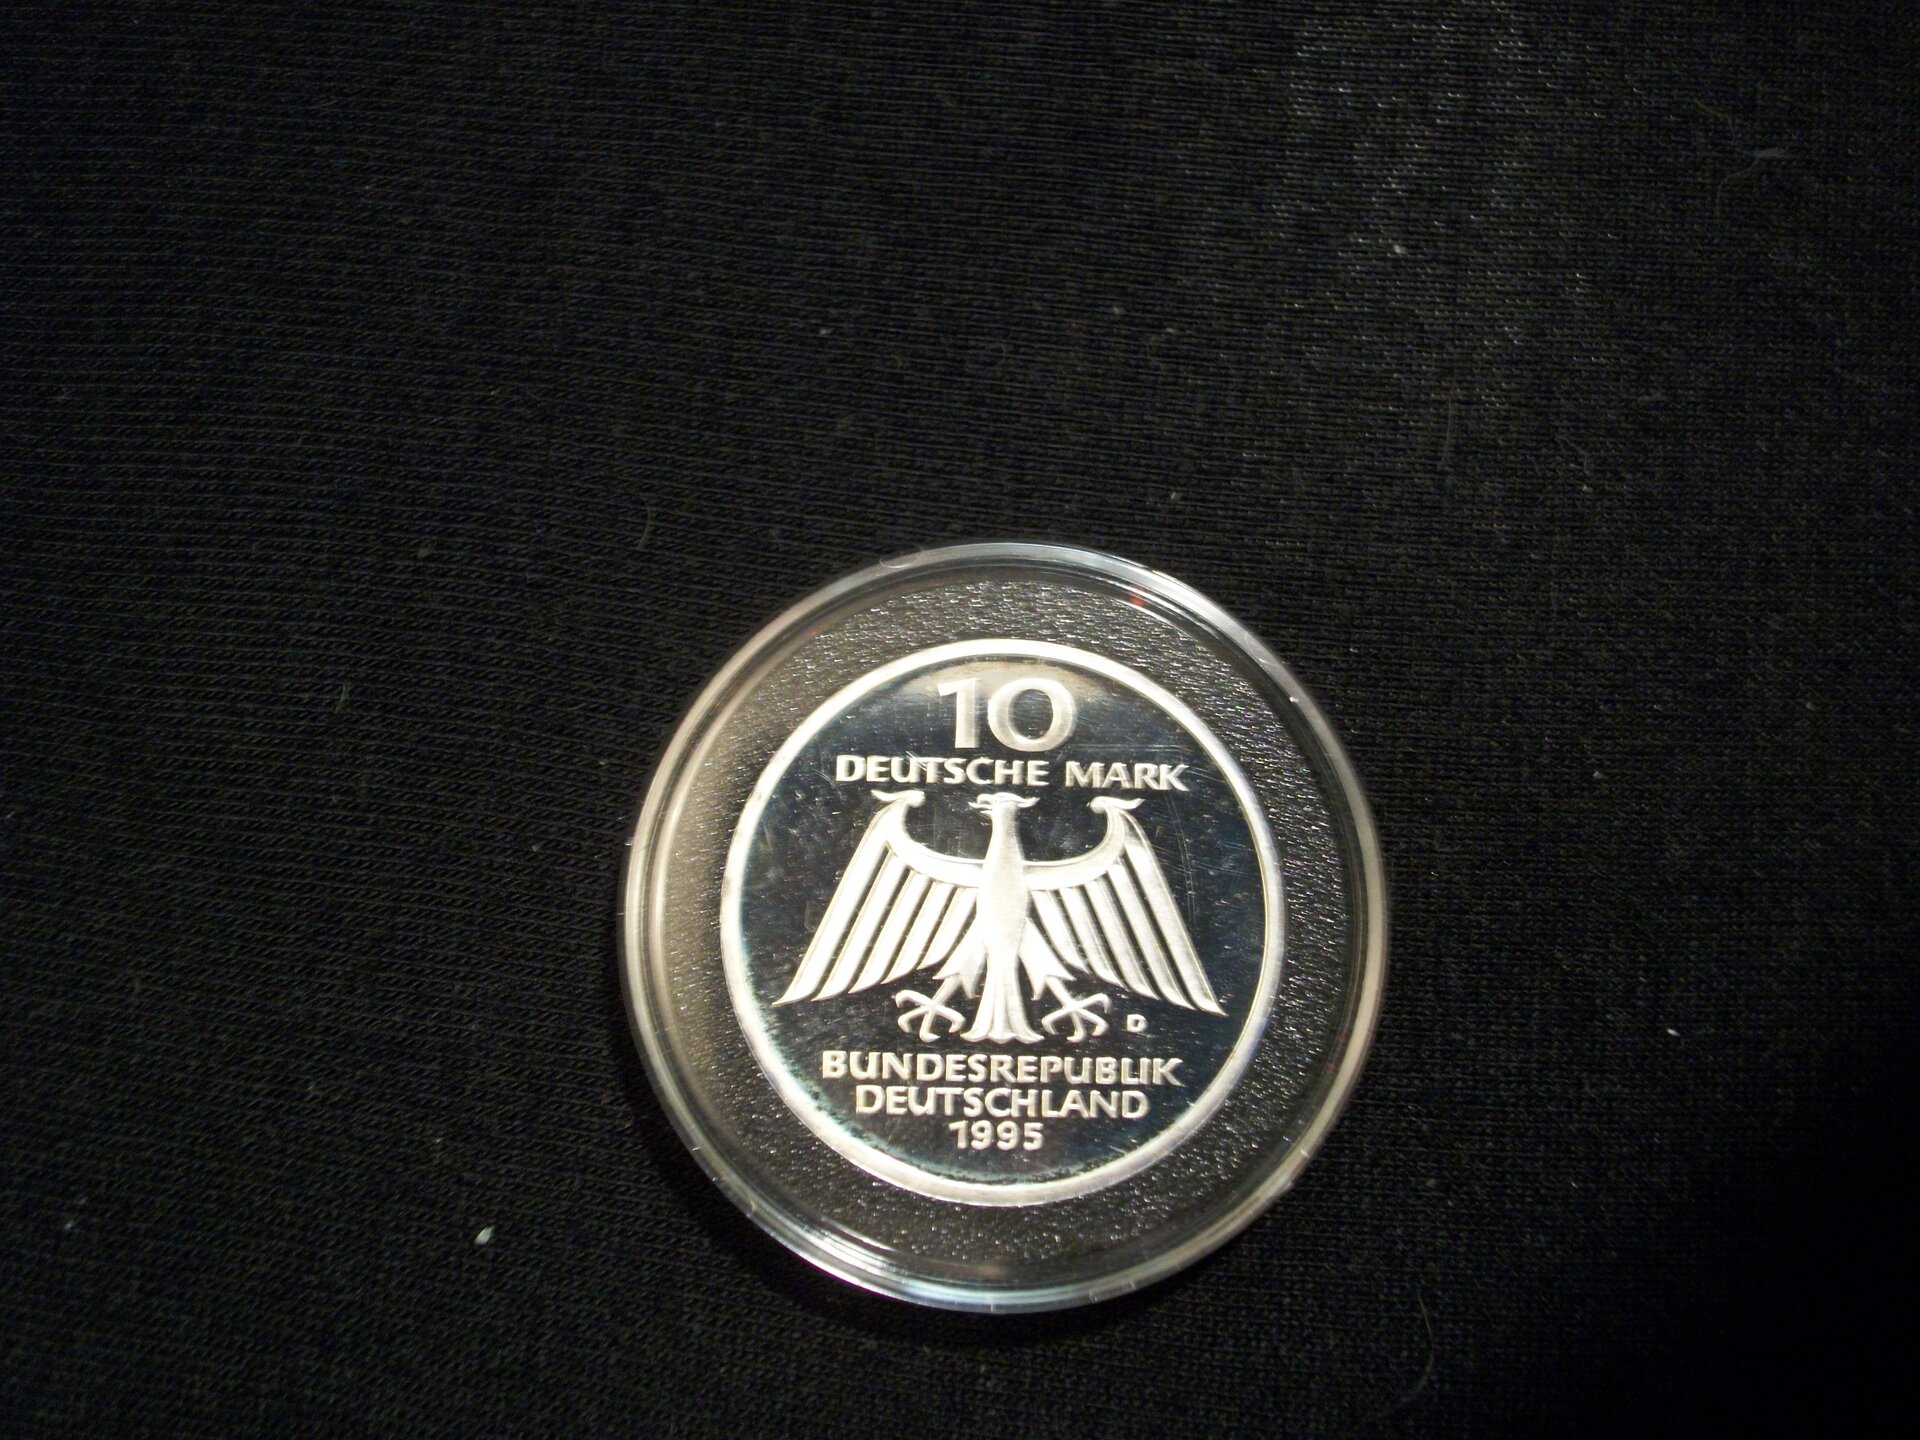 10
DEUTSCHE MARK
D
BUNDESREPUBLIK
DEUTSCHLAND
1995